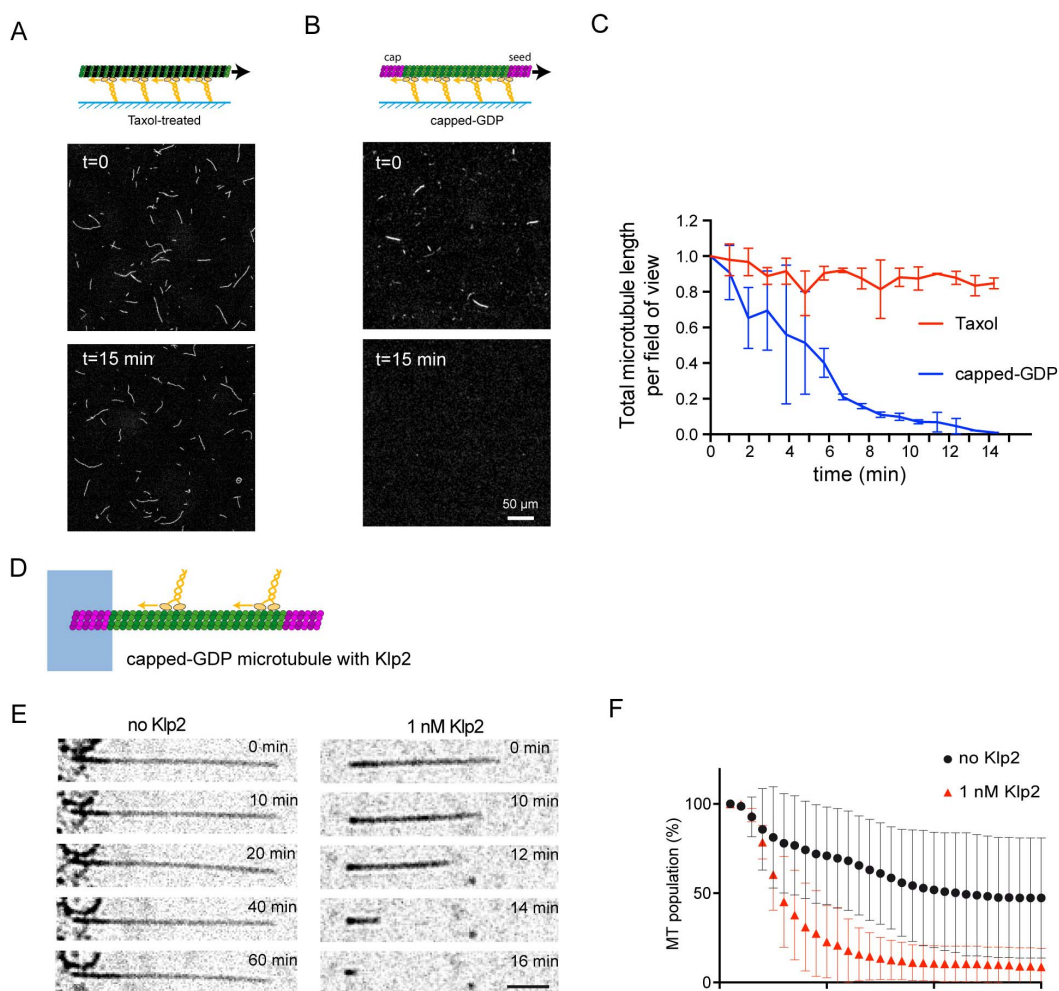 A
Taxol-treated
t=0
t=15 min
B
cap
seed
capped-GDP
t=0
t=15 min
50 µm
C
Total microtubule length
per field of view
1.2
1.0
0.8
0.6
0.4
0.2
0.0
0 2 4 6 8 10 12 14
time (min)
Taxol
capped-GDP
D
capped-GDP microtubule with Klp2
E
no Klp2
0 min
10 min
20 min
40 min
60 min
1 nM Klp2
0 min
10 min
12 min
14 min
16 min
F
no Klp2
1 nM Klp2
MT population (%)
100
50
0